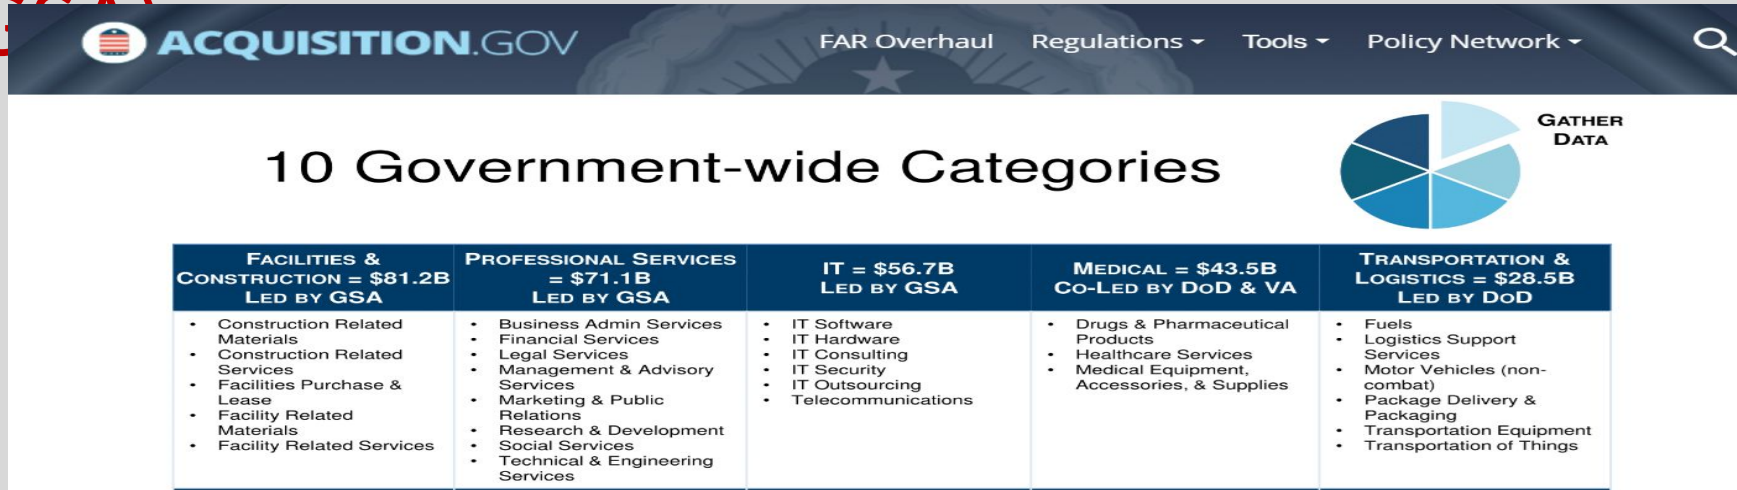 ACQUISITION.GOV
FAR Overhaul Regulations Tools Policy Network
GATHER
DATA
10 Government-wide Categories
FACILITIES &
CONSTRUCTION = $81.2B
LED BY GSA
PROFESSIONAL SERVICES
= $71.1B
LED BY GSA
IT = $56.7B
LED BY GSA
MEDICAL = $43.5B
CO-LED BY DOD & VA
TRANSPORTATION &
LOGISTICS = $28.5B
LED BY DOD
• Construction Related
Materials
• Construction Related
Services
• Facilities Purchase &
Lease
• Facility Related
Materials
• Facility Related Services
• Business Admin Services
• Financial Services
• Legal Services
• Management & Advisory
Services
• Marketing & Public
Relations
• Research & Development
• Social Services
• Technical & Engineering
Services
• IT Software
• IT Hardware
• IT Consulting
• IT Security
• IT Outsourcing
• Telecommunications
• Drugs & Pharmaceutical
Products
• Healthcare Services
• Medical Equipment,
Accessories, & Supplies
• Fuels
• Logistics Support
Services
• Motor Vehicles (non-
combat)
• Package Delivery &
Packaging
• Transportation Equipment
• Transportation of Things